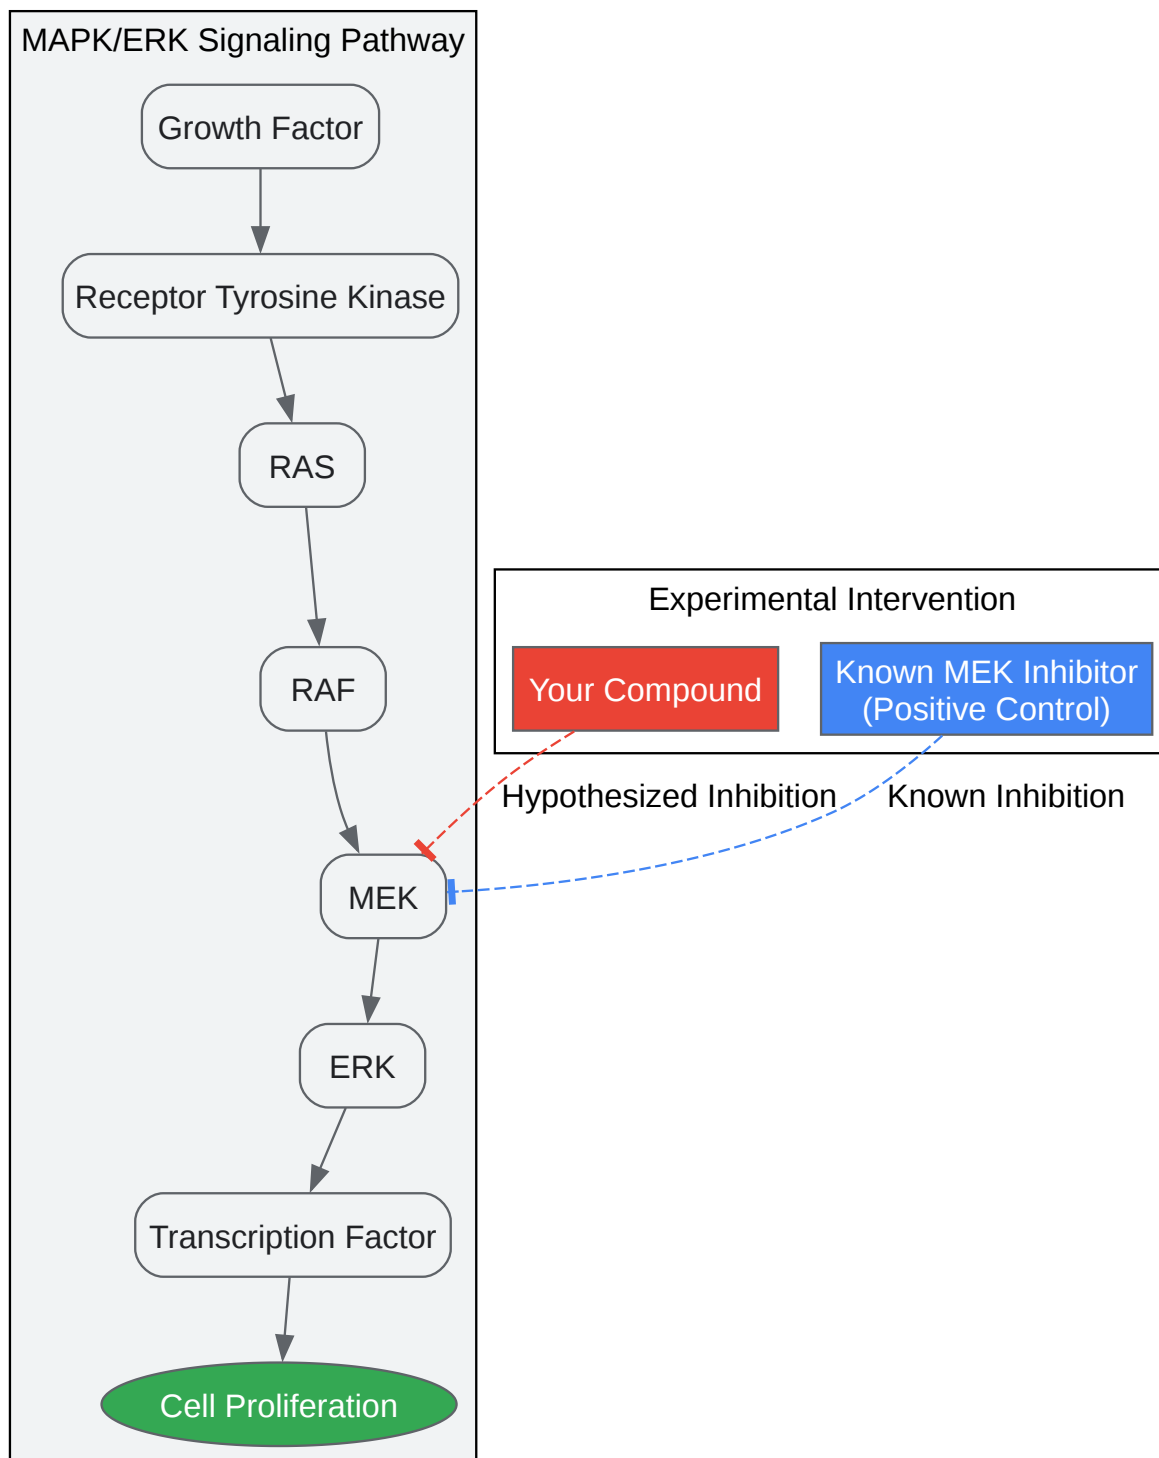 MAPK/ERK Signaling Pathway
Growth Factor
Receptor Tyrosine Kinase
RAS
RAF
MEK
ERK
Transcription Factor
Cell Proliferation
Experimental Intervention
Your Compound
Known MEK Inhibitor
(Positive Control)
Hypothesized Inhibition
Known Inhibition